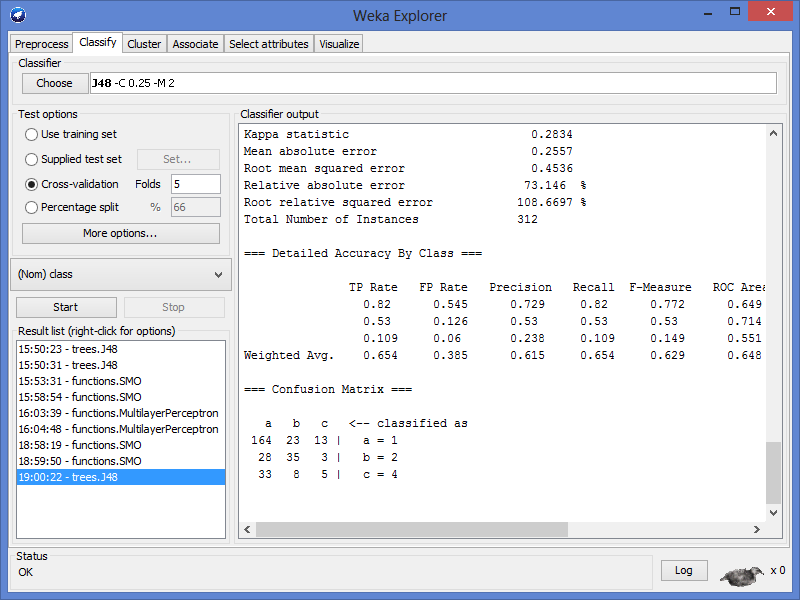 Weka Explorer
Preprocess Classify Cluster Associate Select attributes Visualize
Classifier
Choose J48 -C 0.25 -M 2
Test options
Use training set
Supplied test set Set...
Cross-validation Folds 5
Percentage split % 66
More options...
(Nom) class
Start Stop
Result list (right-click for options)
15:50:23 - trees.J48
15:50:31 - trees.J48
15:53:31 - functions.SMO
15:58:54 - functions.SMO
16:03:39 - functions.MultilayerPerceptron
16:04:48 - functions.MultilayerPerceptron
18:58:19 - functions.SMO
18:59:50 - functions.SMO
19:00:22 - trees.J48
Classifier output
Kappa statistic 0.2834
Mean absolute error 0.2557
Root mean squared error 0.4536
Relative absolute error 73.146 %
Root relative squared error 108.6697 %
Total Number of Instances 312
=== Detailed Accuracy By Class ===
TP Rate FP Rate Precision Recall F-Measure ROC Area
0.82 0.545 0.729 0.82 0.772 0.649
0.53 0.126 0.53 0.53 0.53 0.714
0.109 0.06 0.238 0.109 0.149 0.551
Weighted Avg. 0.654 0.385 0.615 0.654 0.629 0.648
=== Confusion Matrix ===
a b c <-- classified as
164 23 13 | a = 1
28 35 3 | b = 2
33 8 5 | c = 4
Status
OK
Log
x 0